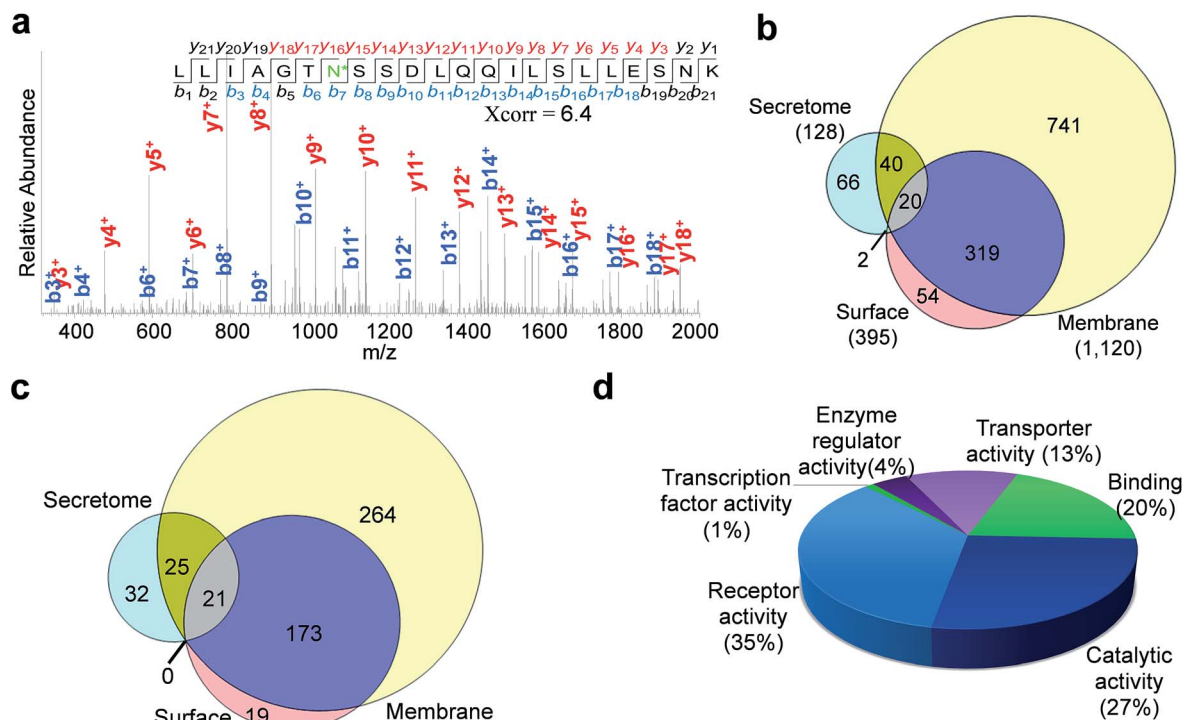 a
y21 y20 y19 y18 y17 y16 y15 y14 y13 y12 y11 y10 y9 y8 y7 y6 y5 y4 y3 y2 y1
L L I A G T N* S S D L Q Q I L S L L E S N K
b1 b2 b3 b4 b5 b6 b7 b8 b9 b10 b11 b12 b13 b14 b15 b16 b17 b18 b19 b20 b21
Xcorr = 6.4
Relative Abundance
b3+ y3+ b4+ y4+ b6+ y5+ b7+ y6+ y7+ b8+ b9+ y8+ b10+ y9+ b11+ y10+ b12+ y11+ b13+ y12+ b14+ y13+ b15+ y14+ b16+ y15+ b17+ y16+ b18+ y17+ y18+
400 600 800 1000 1200 1400 1600 1800 2000
m/z
b
Secretome
(128)
741
40
66
20
319
2
54
Surface
(395)
Membrane
(1,120)
c
Secretome
264
25
32
21
173
0
Surface
19
Membrane
d
Enzyme
regulator
activity(4%)
Transporter
activity (13%)
Transcription
factor activity
(1%)
Binding
(20%)
Receptor
activity
(35%)
Catalytic
activity
(27%)